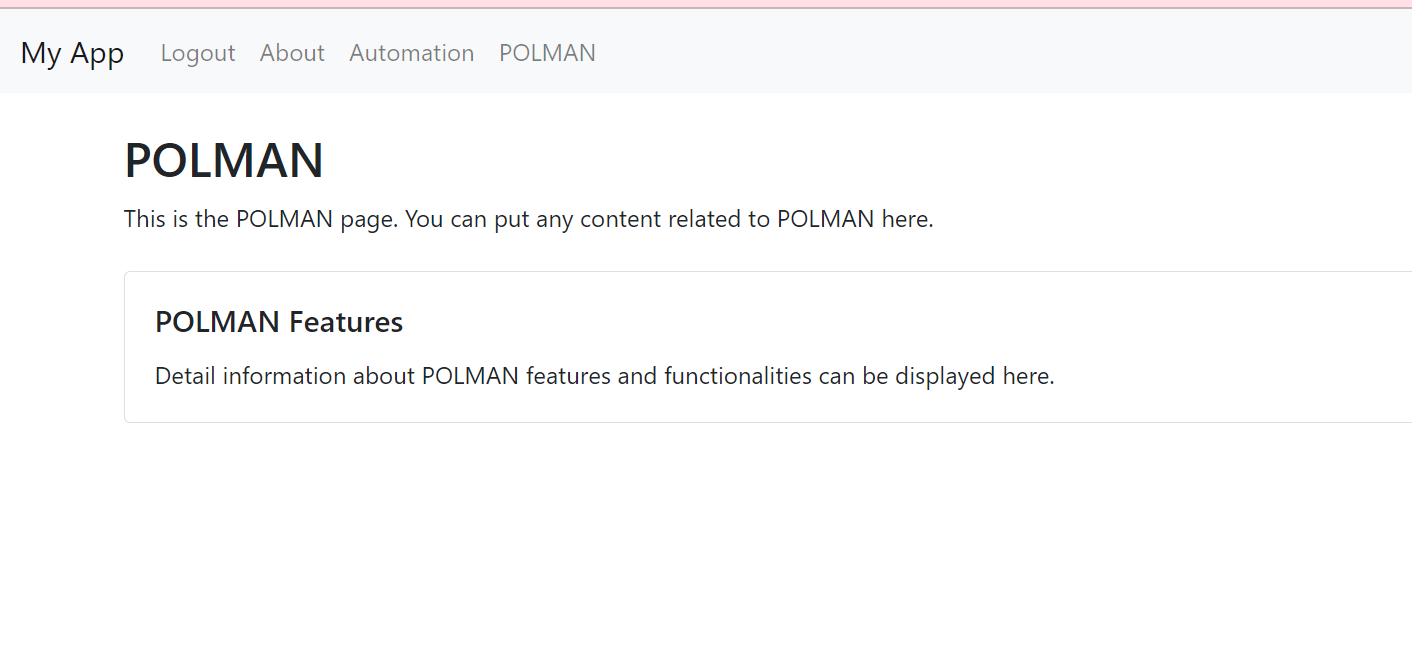 My App Logout About Automation POLMAN
POLMAN
This is the POLMAN page. You can put any content related to POLMAN here.
POLMAN Features
Detail information about POLMAN features and functionalities can be displayed here.